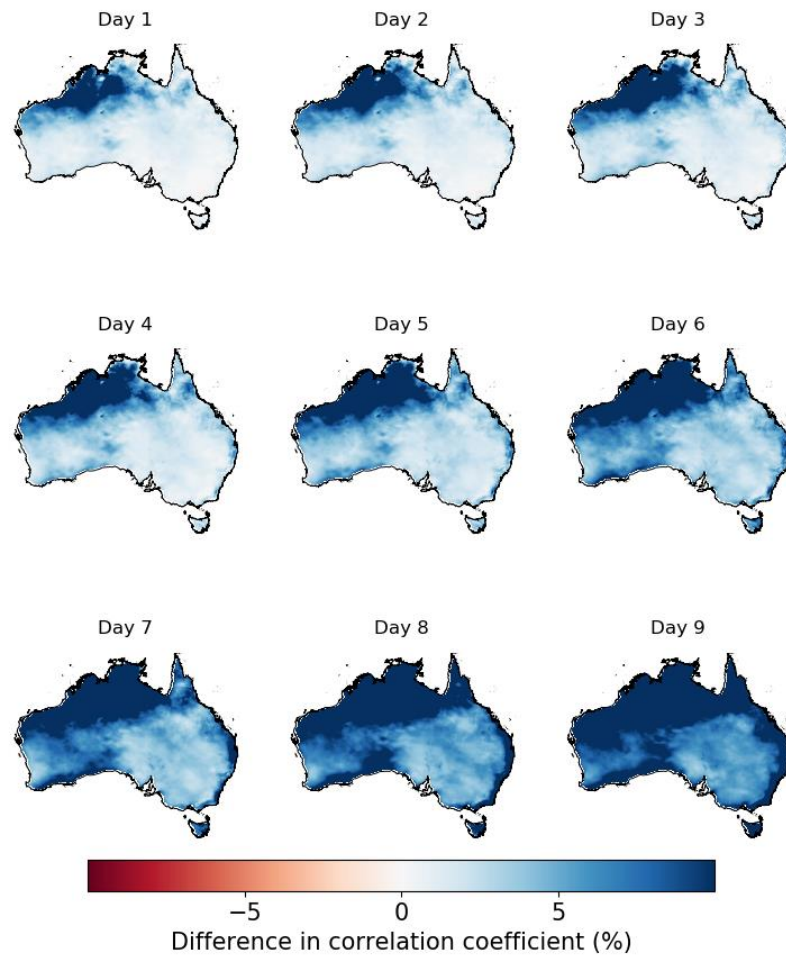 Day 1 Day 2 Day 3
Day 4 Day 5 Day 6
Day 7 Day 8 Day 9
−5 0 5
Difference in correlation coefficient (%)